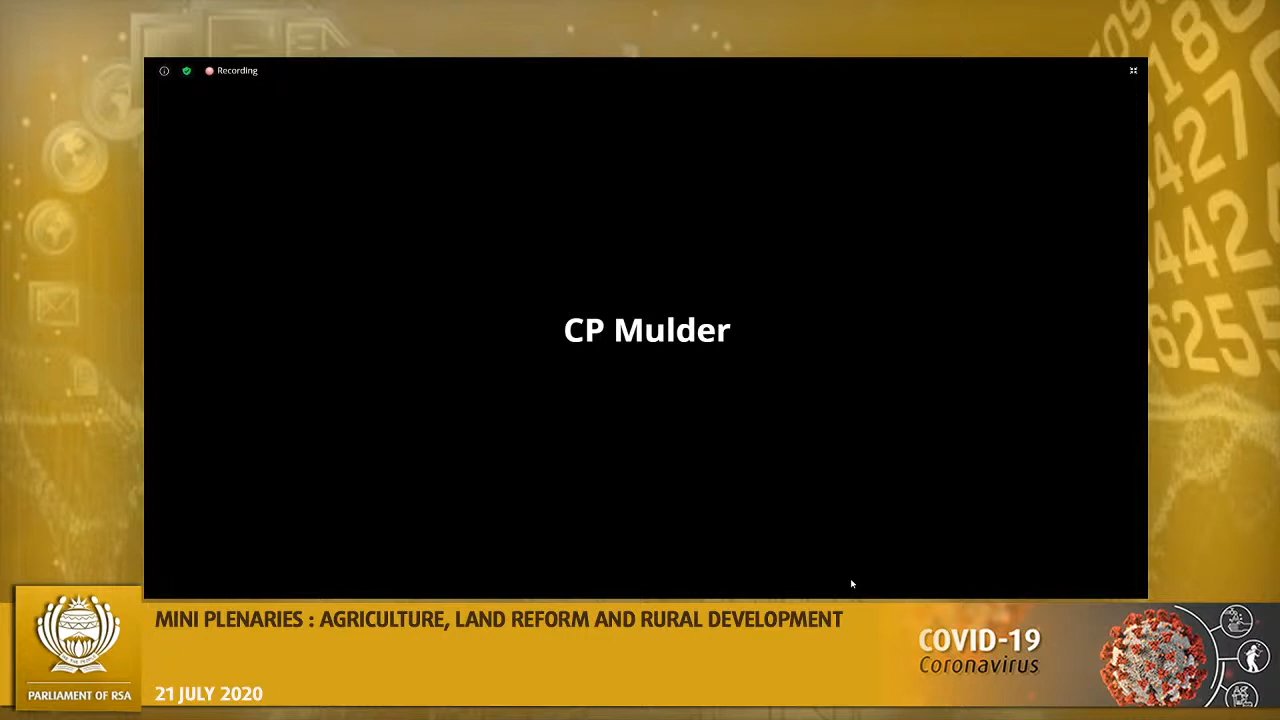 Recording
CP Mulder
MINI PLENARIES : AGRICULTURE, LAND REFORM AND RURAL DEVELOPMENT
COVID-19
Coronavirus
PARLIAMENT OF RSA
21 JULY 2020